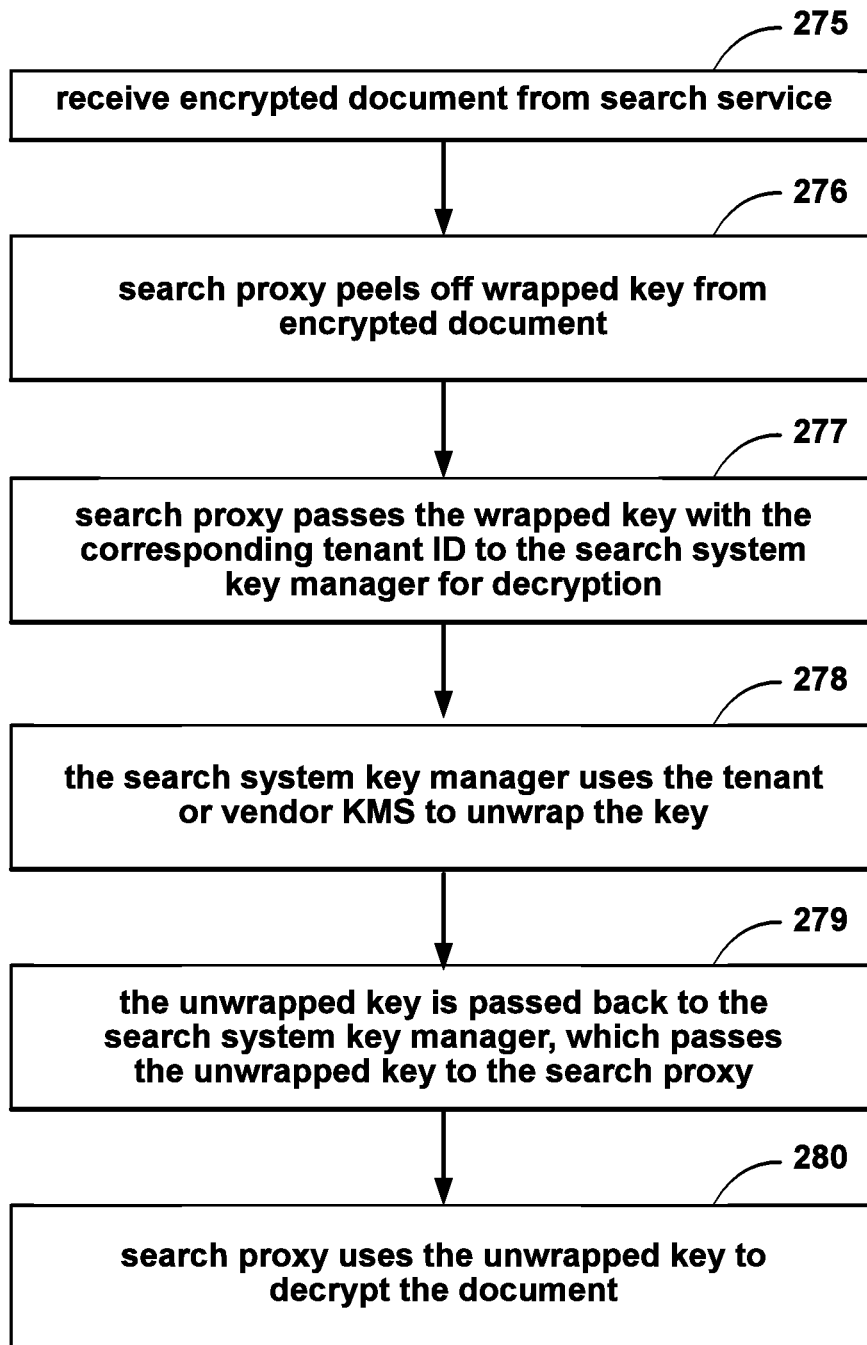 275
receive encrypted document from search service
276
search proxy peels off wrapped key from
encrypted document
277
search proxy passes the wrapped key with the
corresponding tenant ID to the search system
key manager for decryption
278
the search system key manager uses the tenant
or vendor KMS to unwrap the key
279
the unwrapped key is passed back to the
search system key manager, which passes
the unwrapped key to the search proxy
280
search proxy uses the unwrapped key to
decrypt the document